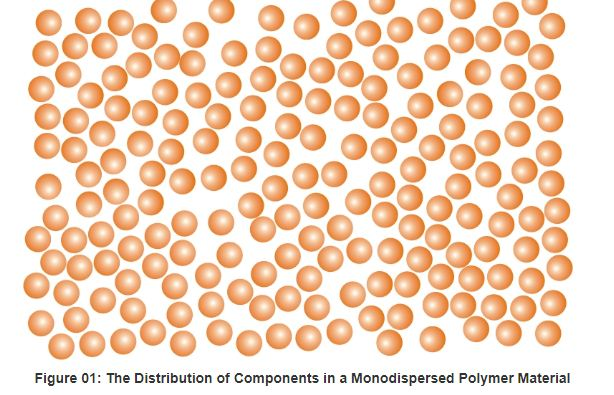 Figure 01: The Distribution of Components in a Monodispersed Polymer Material